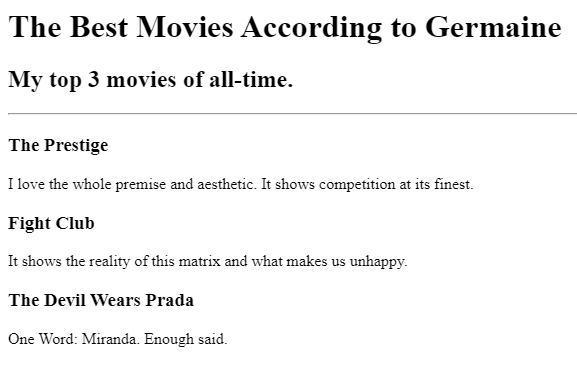 The Best Movies According to Germaine
My top 3 movies of all-time.
The Prestige
I love the whole premise and aesthetic. It shows competition at its finest.
Fight Club
It shows the reality of this matrix and what makes us unhappy.
The Devil Wears Prada
One Word: Miranda. Enough said.